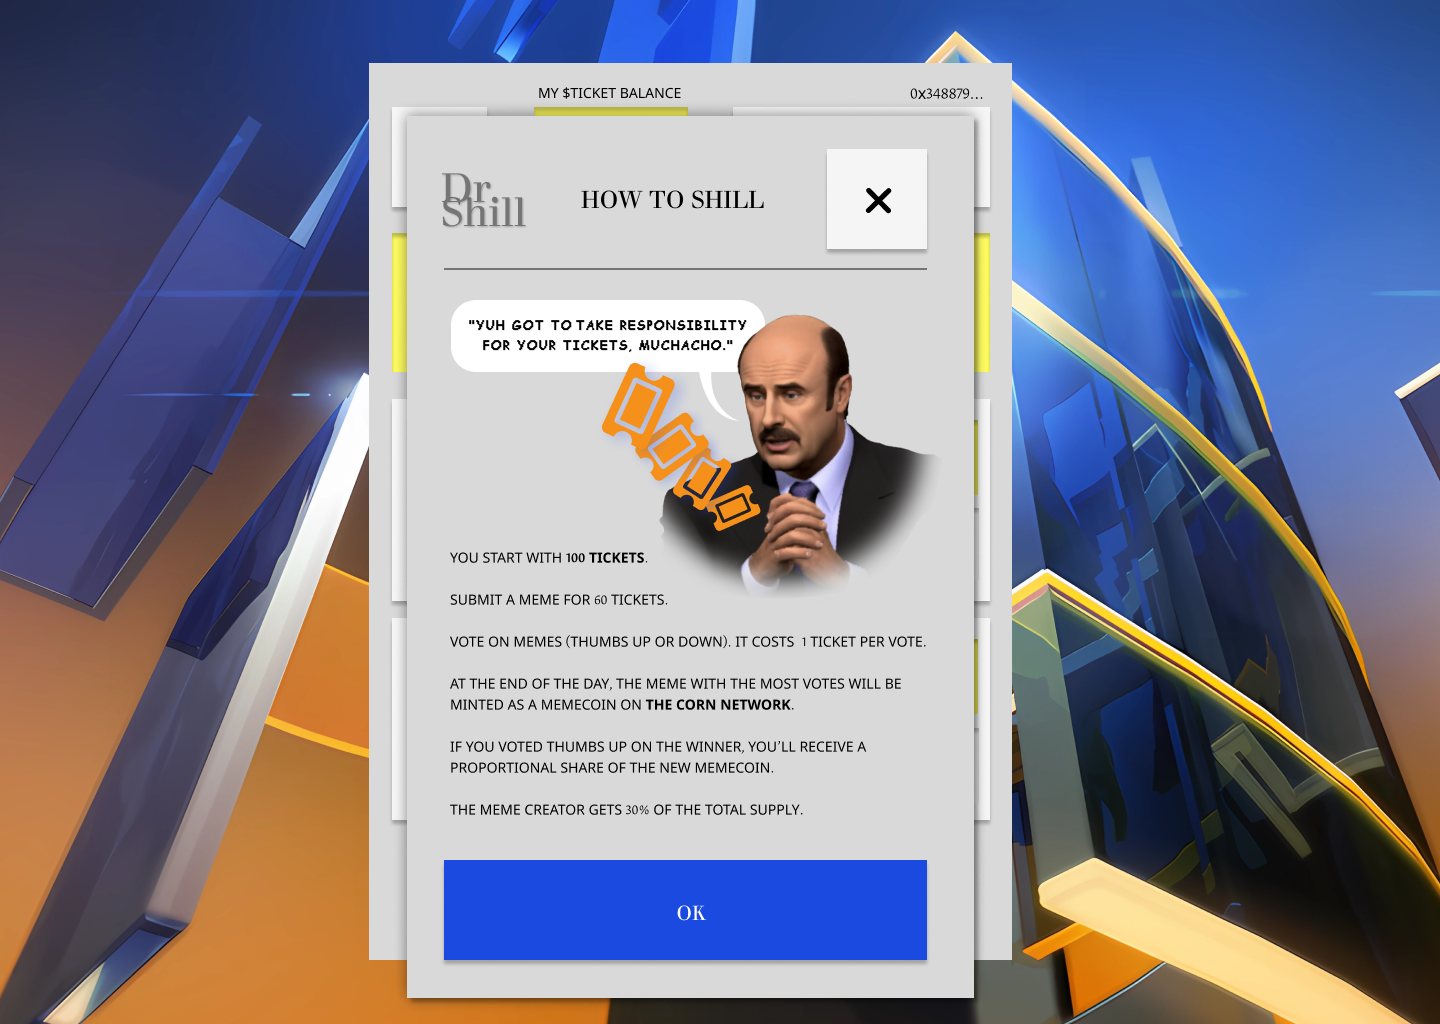 MY $TICKET BALANCE
0x348879...
Dr
Shill
HOW TO SHILL
"YUH GOT TO TAKE RESPONSIBILITY
FOR YOUR TICKETS, MUCHACHO."
YOU START WITH 100 TICKETS.
SUBMIT A MEME FOR 60 TICKETS.
VOTE ON MEMES (THUMBS UP OR DOWN). IT COSTS 1 TICKET PER VOTE.
AT THE END OF THE DAY, THE MEME WITH THE MOST VOTES WILL BE
MINTED AS A MEMECOIN ON THE CORN NETWORK.
IF YOU VOTED THUMBS UP ON THE WINNER, YOU'LL RECEIVE A
PROPORTIONAL SHARE OF THE NEW MEMECOIN.
THE MEME CREATOR GETS 30% OF THE TOTAL SUPPLY.
OK